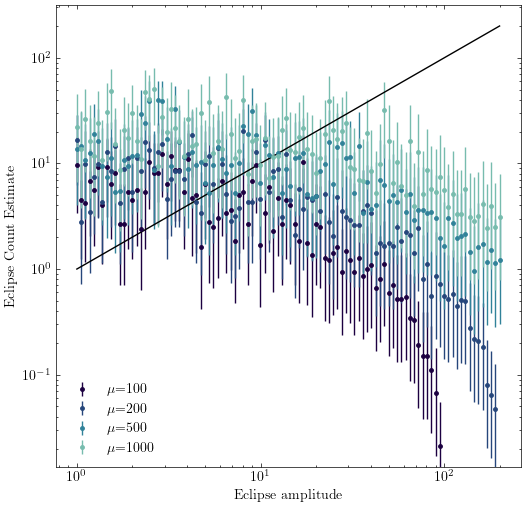 10²
10¹
10⁰
10⁻¹
Eclipse Count Estimate
μ=100
μ=200
μ=500
μ=1000
10⁰
10¹
10²
Eclipse amplitude